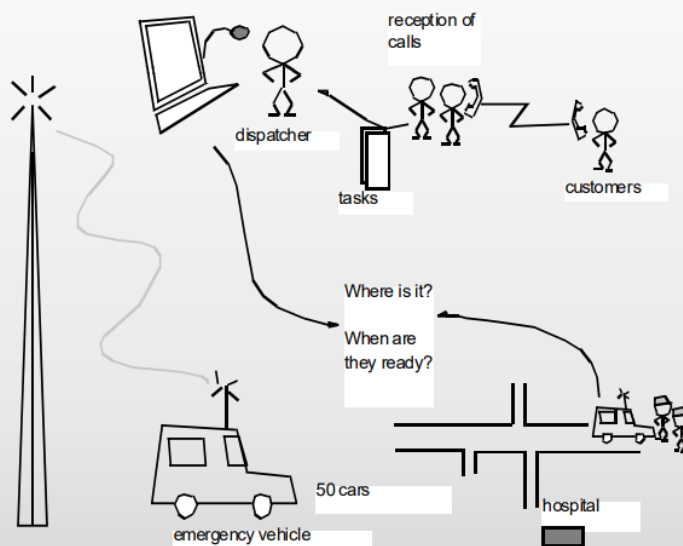 reception of
calls
dispatcher
tasks
customers
Where is it?
When are
they ready?
50 cars
hospital
emergency vehicle